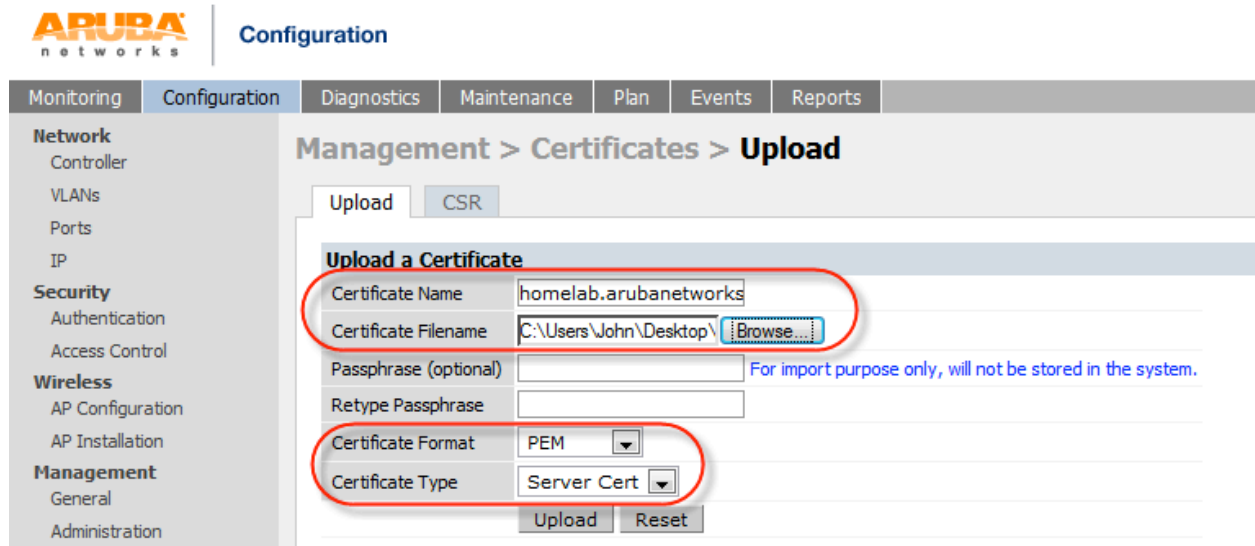 ARUBA
networks
Configuration
Monitoring Configuration Diagnostics Maintenance Plan Events Reports
Network
Controller
VLANs
Ports
IP
Security
Authentication
Access Control
Wireless
AP Configuration
AP Installation
Management
General
Administration
Management > Certificates > Upload
Upload CSR
Upload a Certificate
Certificate Name homelab.arubanetworks
Certificate Filename C:\Users\John\Desktop\ Browse...
Passphrase (optional) For import purpose only, will not be stored in the system.
Retype Passphrase
Certificate Format PEM
Certificate Type Server Cert
Upload Reset